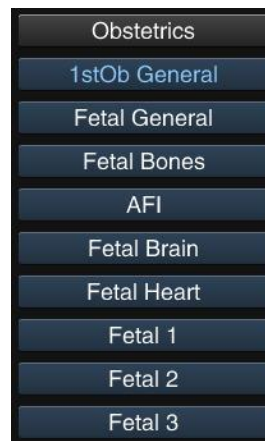 Obstetrics
1stOb General
Fetal General
Fetal Bones
AFI
Fetal Brain
Fetal Heart
Fetal 1
Fetal 2
Fetal 3